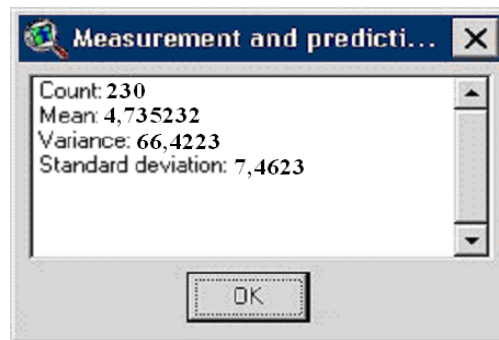 Measurement and predicti...
Count: 230
Mean: 4,735232
Variance: 66,4223
Standard deviation: 7,4623
OK